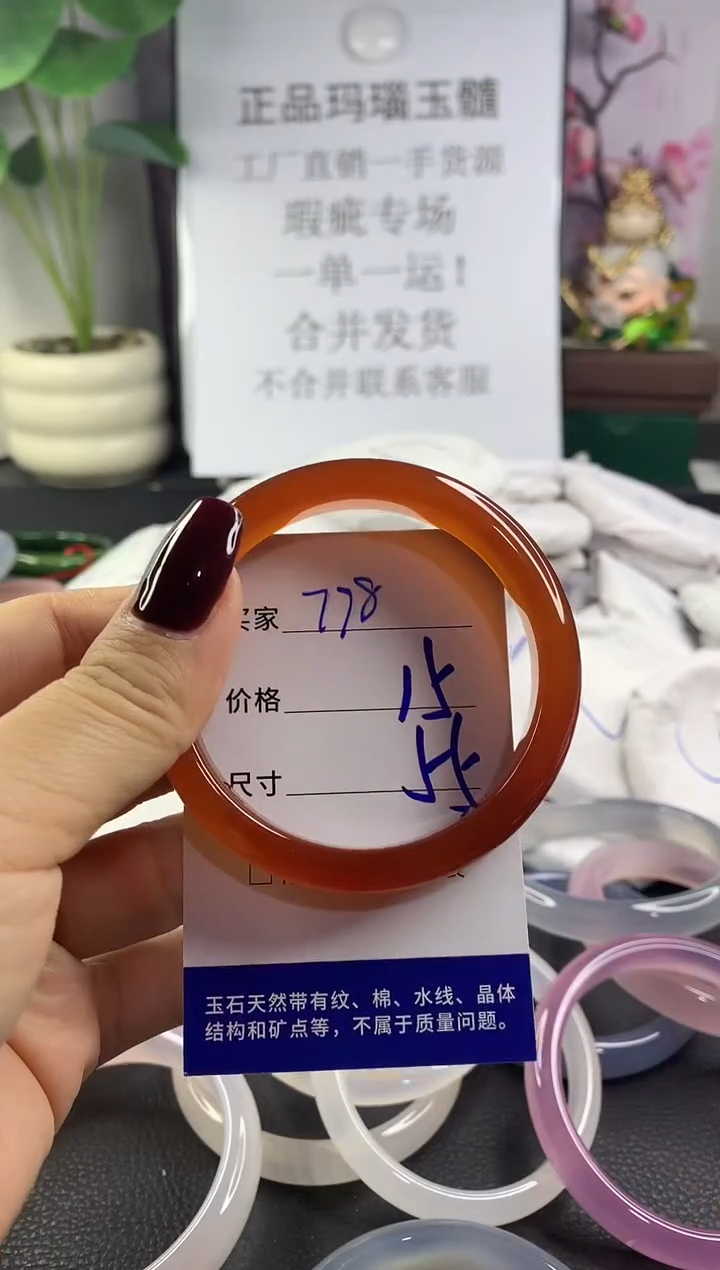 正品玛瑙玉髓
工厂直销一手货源
瑕疵专场
一单一运！
合并发货
不合并联系客服
买家 778
价格 15
尺寸
玉石天然带有纹、棉、水线、晶体
结构和矿点等，不属于质量问题。